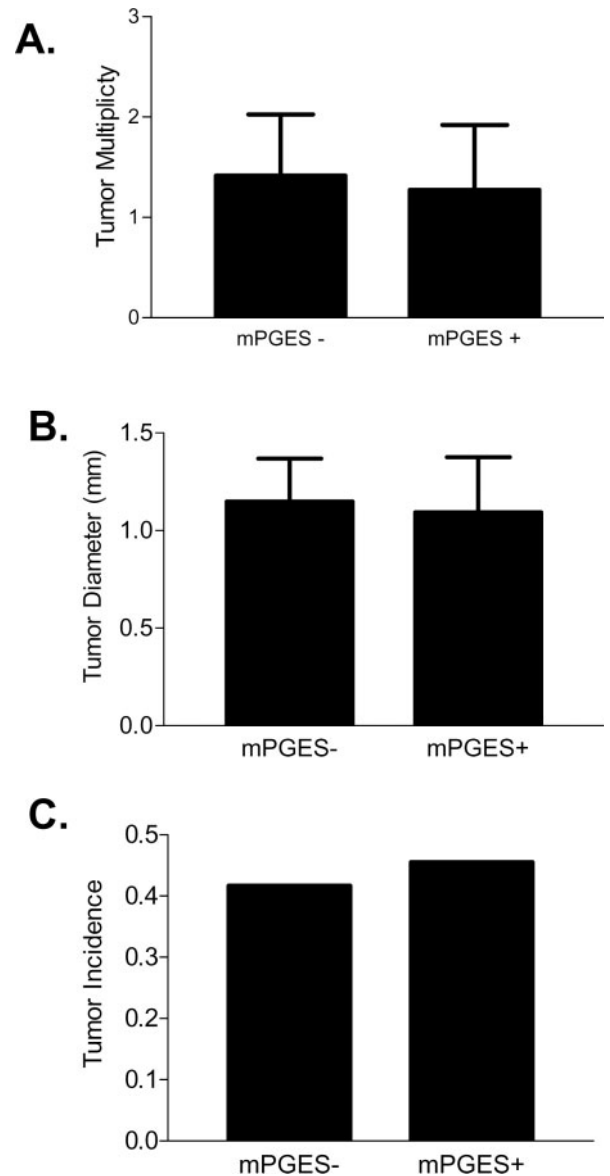 A.
Tumor Multiplicty
3
2
1
0
mPGES -
mPGES +
B.
Tumor Diameter (mm)
1.5
1.0
0.5
0.0
mPGES-
mPGES+
C.
Tumor Incidence
0.5
0.4
0.3
0.2
0.1
0.0
mPGES-
mPGES+